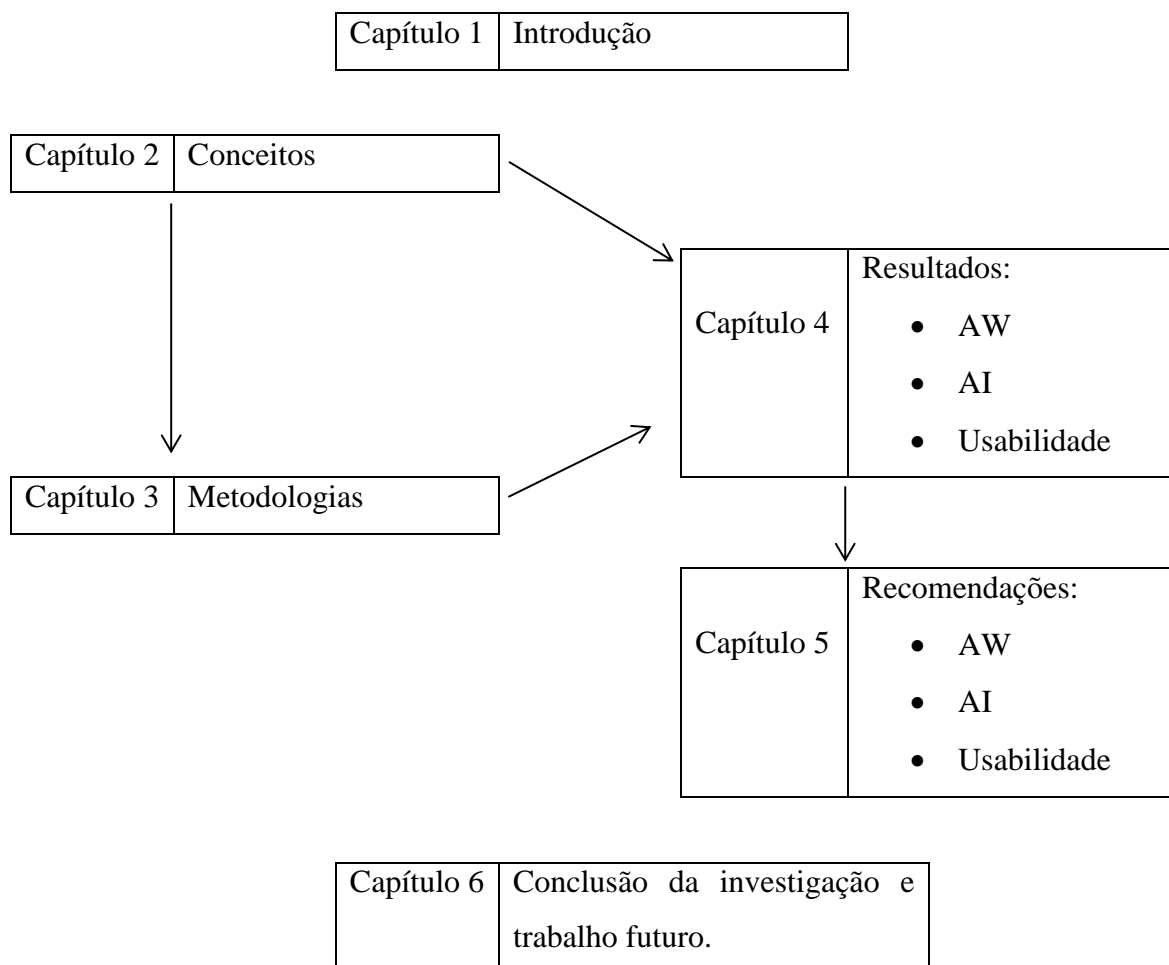 Capítulo 1 Introdução
Capítulo 2 Conceitos
Capítulo 3 Metodologias
Capítulo 4
Resultados:
• AW
• AI
• Usabilidade
Capítulo 5
Recomendações:
• AW
• AI
• Usabilidade
Capítulo 6 Conclusão da investigação e
trabalho futuro.